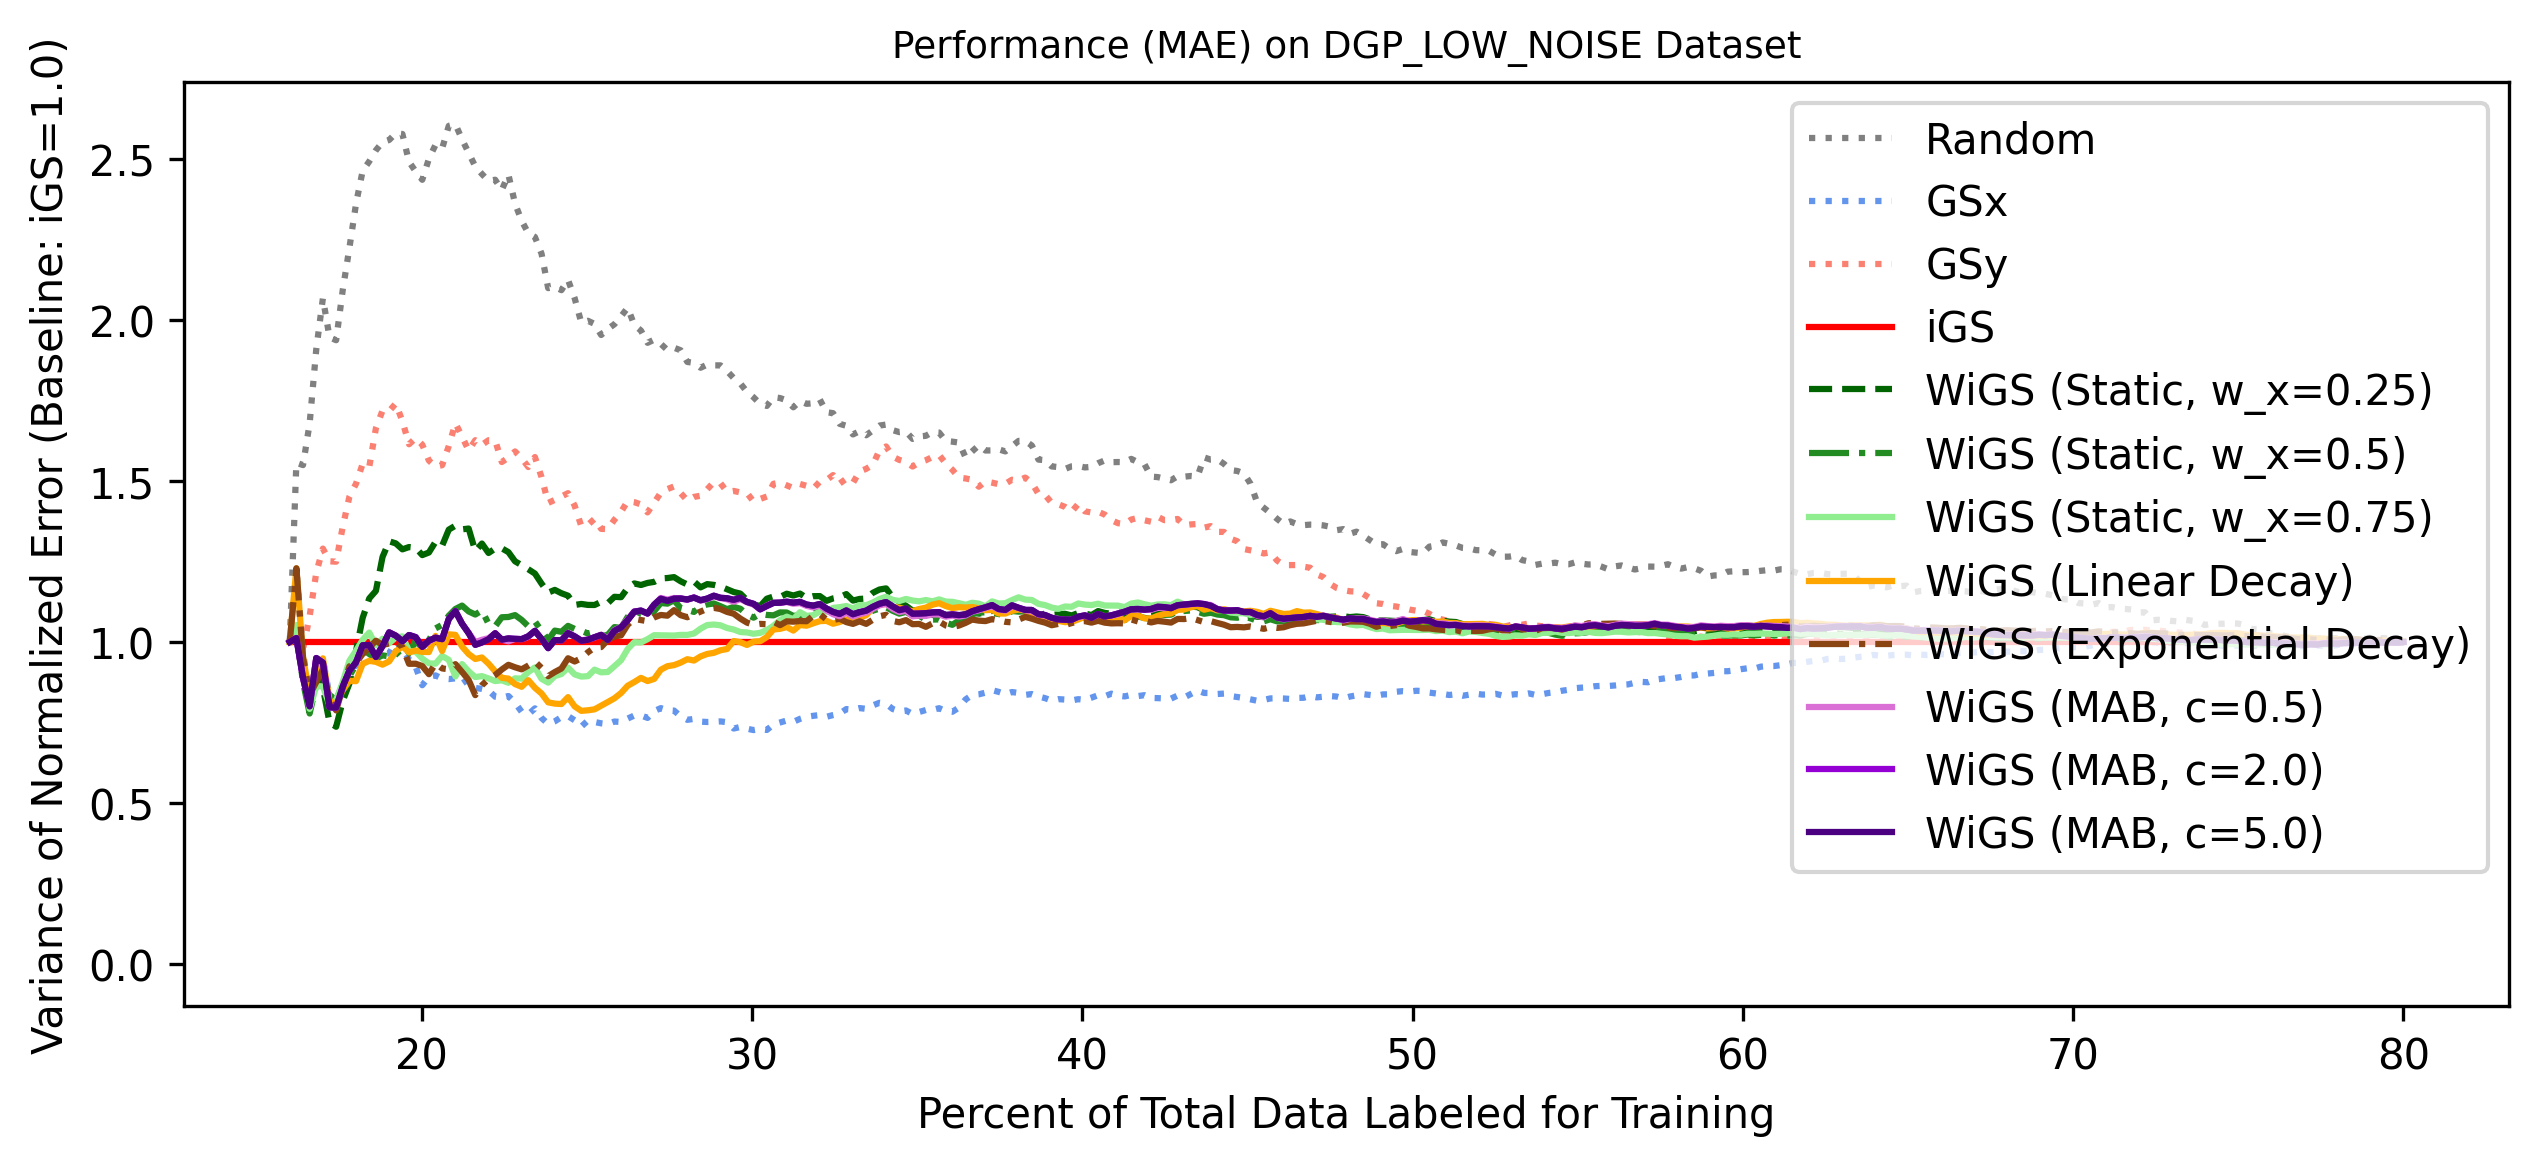 Performance (MAE) on DGP_LOW_NOISE Dataset
Variance of Normalized Error (Baseline: iGS=1.0)
2.5
2.0
1.5
1.0
0.5
0.0
Random
GSx
GSy
iGS
WiGS (Static, w_x=0.25)
WiGS (Static, w_x=0.5)
WiGS (Static, w_x=0.75)
WiGS (Linear Decay)
WiGS (Exponential Decay)
WiGS (MAB, c=0.5)
WiGS (MAB, c=2.0)
WiGS (MAB, c=5.0)
20 30 40 50 60 70 80
Percent of Total Data Labeled for Training